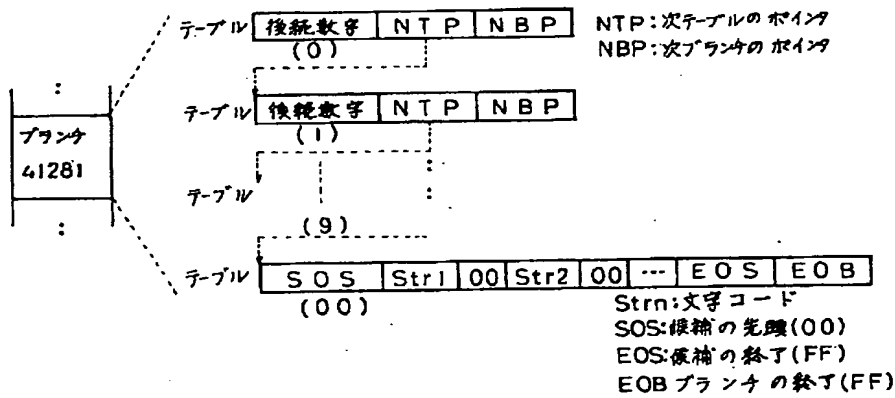 テーブル 後続数字 NTP NBP NTP:次テーブルのポインタ
(0) NBP:次ブランチのポインタ
:
テーブル 後続数字 NTP NBP
ブランチ (1)
41281
テーブル :
: (9)
テーブル SOS Str1 00 Str2 00 … EOS EOB
(00) Strn:文字コード
SOS:候補の先頭(00)
EOS:候補の終了(FF)
EOB ブランチの終了(FF)